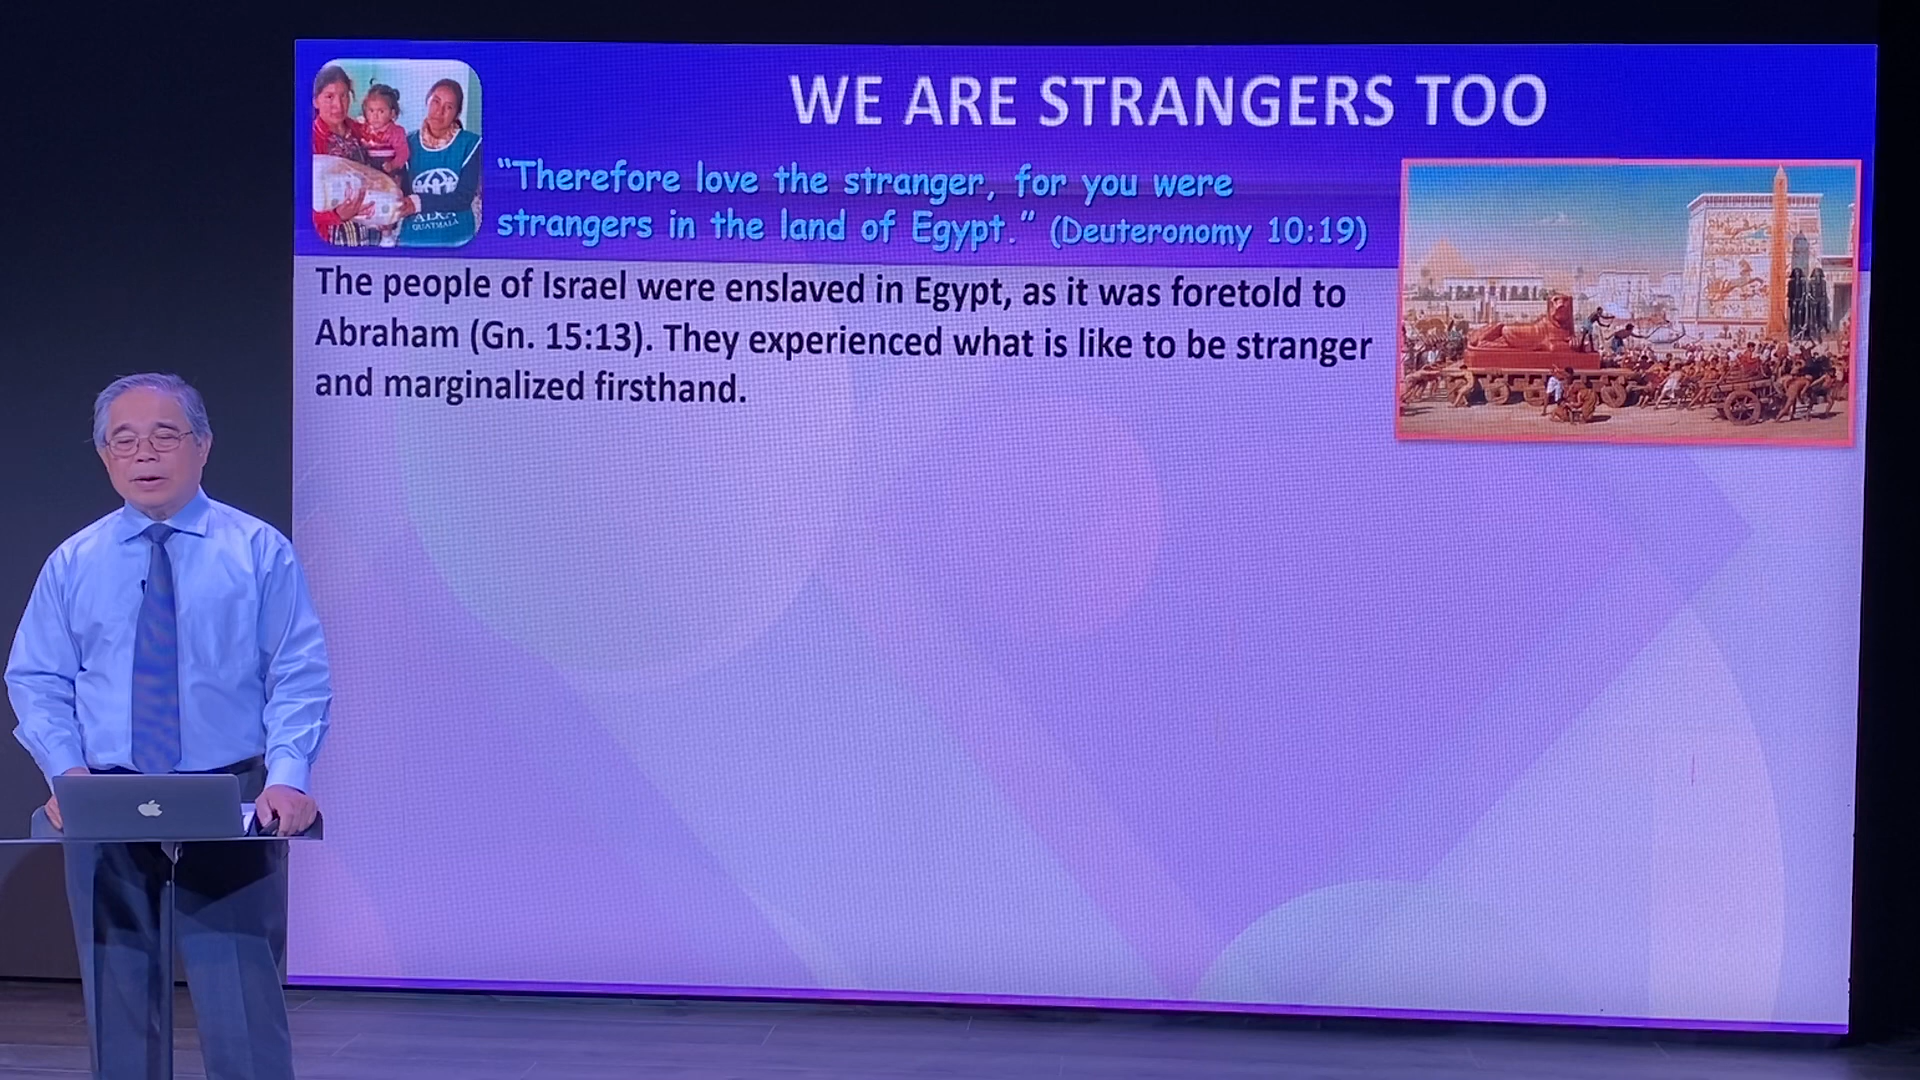 WE ARE STRANGERS TOO
“Therefore love the stranger, for you were
strangers in the land of Egypt.” (Deuteronomy 10:19)
The people of Israel were enslaved in Egypt, as it was foretold to
Abraham (Gn. 15:13). They experienced what is like to be stranger
and marginalized firsthand.
ADRA
GUATEMALA